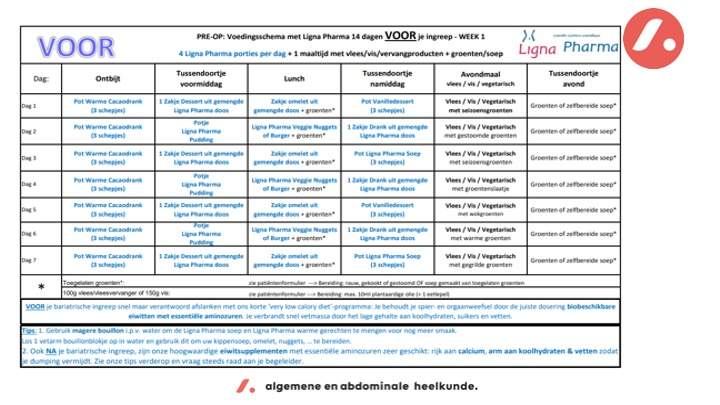 VOOR
PRE-OP: Voedingsschema met Ligna Pharma 14 dagen VOOR je ingreep - WEEK 1
4 Ligna Pharma porties per dag + 1 maaltijd met vlees/vis/vervangproducten + groenten/soep
Ligna Pharma
Dag: Ontbijt Tussendoortje voormiddag Lunch Tussendoortje namiddag Avondmaal vlees / vis / vegetarisch Tussendoortje avond
Dag 1 Pot Warme Cacaodrank (3 schepjes) 1 Zakje Dessert uit gemengde Ligna Pharma doos Zakje omelet uit gemengde doos + groenten* Pot Vanilledessert (3 schepjes) Vlees / Vis / Vegetarisch met seizoensgroenten Groenten of zelfbereide soep*
Dag 2 Pot Warme Cacaodrank (3 schepjes) Potje Ligna Pharma Pudding Ligna Pharma Veggie Nuggets of Burger + groenten* 1 Zakje Drank uit gemengde Ligna Pharma doos Vlees / Vis / Vegetarisch met gestoomde groenten Groenten of zelfbereide soep*
Dag 3 Pot Warme Cacaodrank (3 schepjes) 1 Zakje Dessert uit gemengde Ligna Pharma doos Zakje omelet uit gemengde doos + groenten* Pot Ligna Pharma Soep (3 schepjes) Vlees / Vis / Vegetarisch met seizoensgroenten Groenten of zelfbereide soep*
Dag 4 Pot Warme Cacaodrank (3 schepjes) Potje Ligna Pharma Pudding Ligna Pharma Veggie Nuggets of Burger + groenten* 1 Zakje Drank uit gemengde Ligna Pharma doos Vlees / Vis / Vegetarisch met groentenslaatje Groenten of zelfbereide soep*
Dag 5 Pot Warme Cacaodrank (3 schepjes) 1 Zakje Dessert uit gemengde Ligna Pharma doos Zakje omelet uit gemengde doos + groenten* Pot Vanilledessert (3 schepjes) Vlees / Vis / Vegetarisch met wokgroenten Groenten of zelfbereide soep*
Dag 6 Pot Warme Cacaodrank (3 schepjes) Potje Ligna Pharma Pudding Ligna Pharma Veggie Nuggets of Burger + groenten* 1 Zakje Drank uit gemengde Ligna Pharma doos Vlees / Vis / Vegetarisch met warme groenten Groenten of zelfbereide soep*
Dag 7 Pot Warme Cacaodrank (3 schepjes) 1 Zakje Dessert uit gemengde Ligna Pharma doos Zakje omelet uit gemengde doos + groenten* Pot Ligna Pharma Soep (3 schepjes) Vlees / Vis / Vegetarisch met gegrilde groenten Groenten of zelfbereide soep*
* Toegelaten groenten*: zie patiëntenformulier ---> Bereiding: rauw, gekookt of gestoomd OF soep gemaakt van toegelaten groenten
100g vlees/vleesvervanger of 150g vis: zie patiëntenformulier ---> Bereiding: max. 10ml plantaardige olie (= 1 eetlepel)
VOOR je bariatrische ingreep snel maar verantwoord afslanken met ons korte 'very low calory diet'-programma. Je behoudt je spier- en orgaanweefsel door de juiste dosering biobeschikbare
eiwitten met essentiële aminozuren. Je verbrandt snel vetmassa door het lage gehalte aan koolhydraten, suikers en vetten.
Tips: 1. Gebruik magere bouillon i.p.v. water om de Ligna Pharma soep en Ligna Pharma warme gerechten te mengen voor nog meer smaak.
Los 1 vetarm bouillonblokje op in water en gebruik dit om uw kippensoep, omelet, nuggets, ... te bereiden.
2. Ook NA je bariatrische ingreep, zijn onze hoogwaardige eiwitsupplementen met essentiële aminozuren zeer geschikt: rijk aan calcium, arm aan koolhydraten & vetten zodat
je dumping vermijdt. Zie onze tips verderop en vraag steeds raad aan je begeleider.
algemene en abdominale heelkunde.